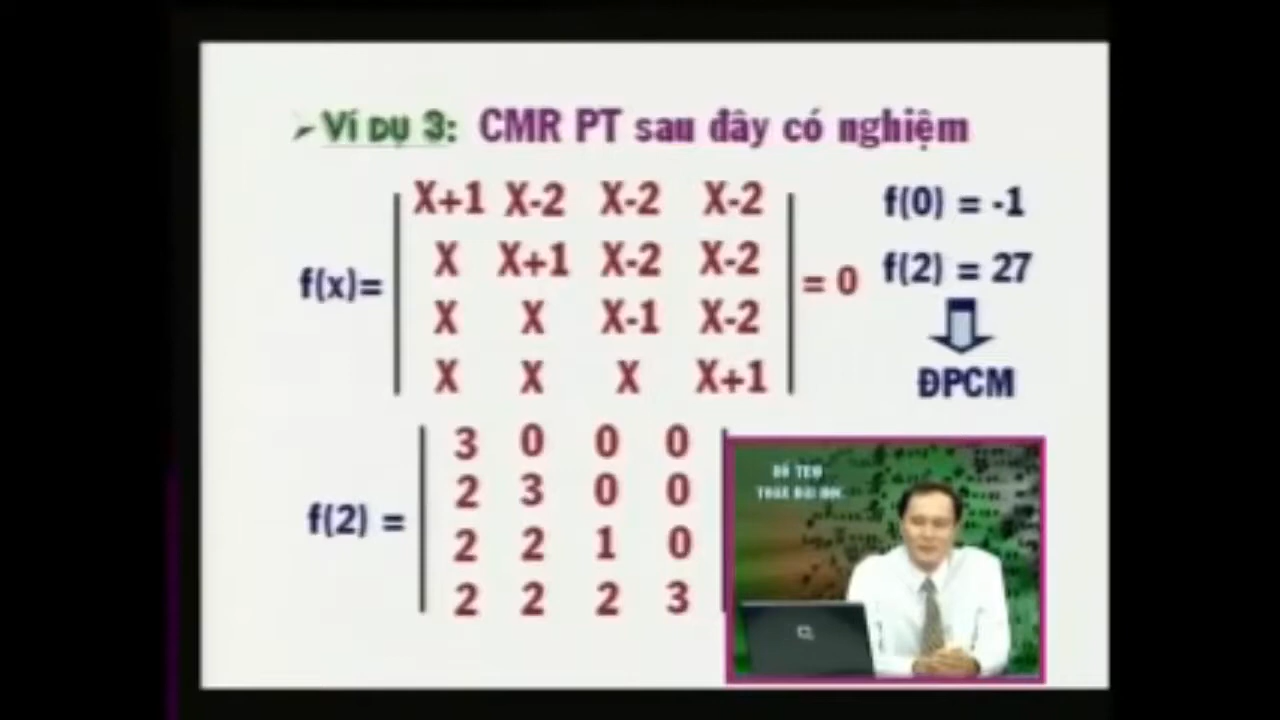 ➢ Ví Dụ 3: CMR PT sau đây có nghiệm
f(x)=
X+1 X-2 X-2 X-2
X X+1 X-2 X-2
X X X-1 X-2
X X X X+1
= 0
f(0) = -1
f(2) = 27
ĐPCM
f(2) =
3 0 0 0
2 3 0 0
2 2 1 0
2 2 2 3